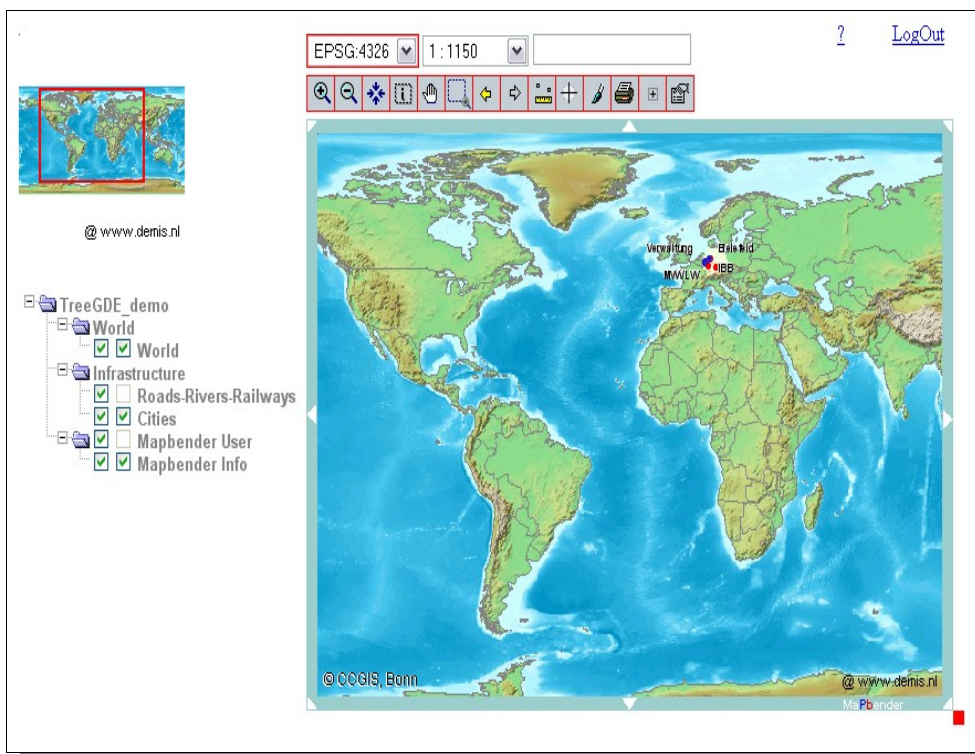 ? LogOut
EPSG:4326 1 : 1150
@ www.demis.nl
TreeGDE_demo
World
World
Infrastructure
Roads-Rivers-Railways
Cities
Mapbender User
Mapbender Info
Verwaltung Bielefeld
MWLW IBB
© CCGIS, Bonn @ www.demis.nl
MaPbender